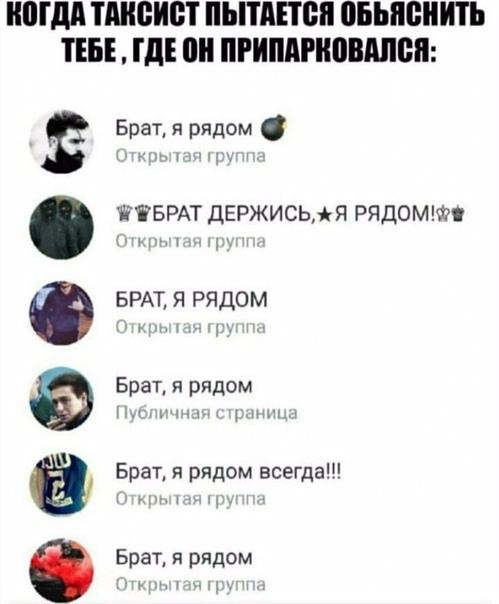 КОГДА ТАКСИСТ ПЫТАЕТСЯ ОБЬЯСНИТЬ
ТЕБЕ , ГДЕ ОН ПРИПАРКОВАЛСЯ:
Брат, я рядом 💣
Открытая группа
♕♛БРАТ ДЕРЖИСЬ,★Я РЯДОМ!♔♚
Открытая группа
БРАТ, Я РЯДОМ
Открытая группа
Брат, я рядом
Публичная страница
Брат, я рядом всегда!!!
Открытая группа
Брат, я рядом
Открытая группа